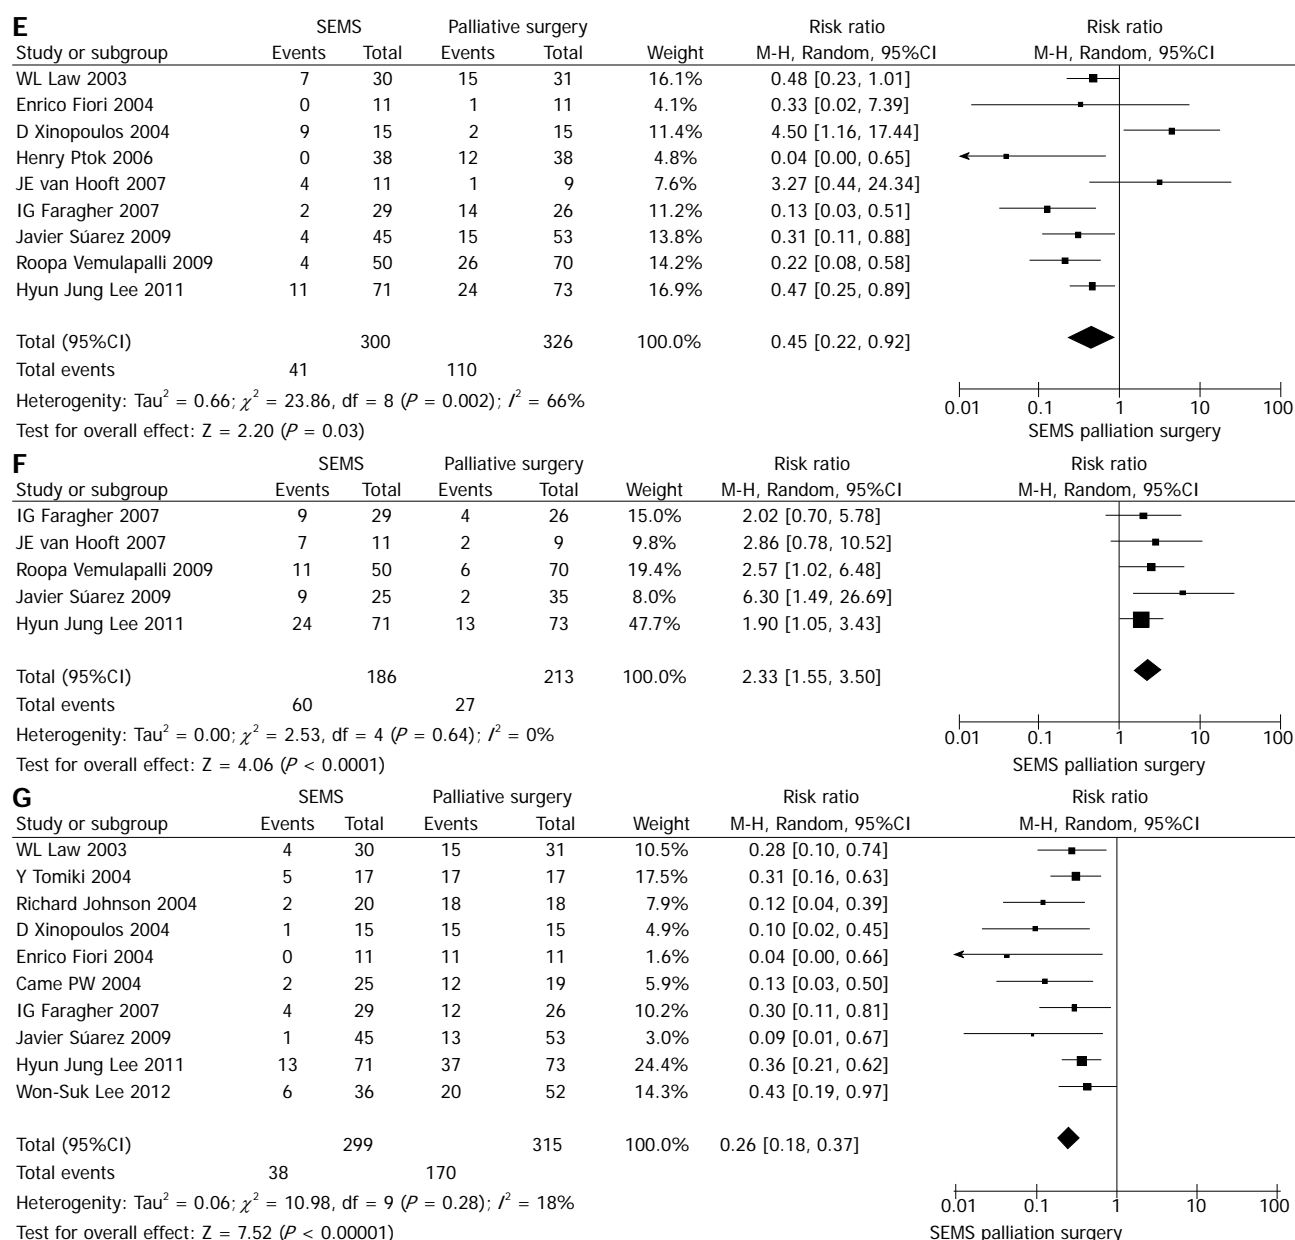 E SEMS Palliative surgery Risk ratio Risk ratio
Study or subgroup Events Total Events Total Weight M-H, Random, 95%CI M-H, Random, 95%CI
WL Law 2003 7 30 15 31 16.1% 0.48 [0.23, 1.01]
Enrico Fiori 2004 0 11 1 11 4.1% 0.33 [0.02, 7.39]
D Xinopoulos 2004 9 15 2 15 11.4% 4.50 [1.16, 17.44]
Henry Ptok 2006 0 38 12 38 4.8% 0.04 [0.00, 0.65]
JE van Hooft 2007 4 11 1 9 7.6% 3.27 [0.44, 24.34]
IG Faragher 2007 2 29 14 26 11.2% 0.13 [0.03, 0.51]
Javier Súarez 2009 4 45 15 53 13.8% 0.31 [0.11, 0.88]
Roopa Vemulapalli 2009 4 50 26 70 14.2% 0.22 [0.08, 0.58]
Hyun Jung Lee 2011 11 71 24 73 16.9% 0.47 [0.25, 0.89]
Total (95%CI) 300 326 100.0% 0.45 [0.22, 0.92]
Total events 41 110
Heterogenity: Tau² = 0.66; χ² = 23.86, df = 8 (P = 0.002); I² = 66%
0.01 0.1 1 10 100
Test for overall effect: Z = 2.20 (P = 0.03) SEMS palliation surgery
F SEMS Palliative surgery Risk ratio Risk ratio
Study or subgroup Events Total Events Total Weight M-H, Random, 95%CI M-H, Random, 95%CI
IG Faragher 2007 9 29 4 26 15.0% 2.02 [0.70, 5.78]
JE van Hooft 2007 7 11 2 9 9.8% 2.86 [0.78, 10.52]
Roopa Vemulapalli 2009 11 50 6 70 19.4% 2.57 [1.02, 6.48]
Javier Súarez 2009 9 25 2 35 8.0% 6.30 [1.49, 26.69]
Hyun Jung Lee 2011 24 71 13 73 47.7% 1.90 [1.05, 3.43]
Total (95%CI) 186 213 100.0% 2.33 [1.55, 3.50]
Total events 60 27
Heterogenity: Tau² = 0.00; χ² = 2.53, df = 4 (P = 0.64); I² = 0% 0.01 0.1 1 10 100
Test for overall effect: Z = 4.06 (P < 0.0001) SEMS palliation surgery
G SEMS Palliative surgery Risk ratio Risk ratio
Study or subgroup Events Total Events Total Weight M-H, Random, 95%CI M-H, Random, 95%CI
WL Law 2003 4 30 15 31 10.5% 0.28 [0.10, 0.74]
Y Tomiki 2004 5 17 17 17 17.5% 0.31 [0.16, 0.63]
Richard Johnson 2004 2 20 18 18 7.9% 0.12 [0.04, 0.39]
D Xinopoulos 2004 1 15 15 15 4.9% 0.10 [0.02, 0.45]
Enrico Fiori 2004 0 11 11 11 1.6% 0.04 [0.00, 0.66]
Came PW 2004 2 25 12 19 5.9% 0.13 [0.03, 0.50]
IG Faragher 2007 4 29 12 26 10.2% 0.30 [0.11, 0.81]
Javier Súarez 2009 1 45 13 53 3.0% 0.09 [0.01, 0.67]
Hyun Jung Lee 2011 13 71 37 73 24.4% 0.36 [0.21, 0.62]
Won-Suk Lee 2012 6 36 20 52 14.3% 0.43 [0.19, 0.97]
Total (95%CI) 299 315 100.0% 0.26 [0.18, 0.37]
Total events 38 170
Heterogenity: Tau² = 0.06; χ² = 10.98, df = 9 (P = 0.28); I² = 18% 0.01 0.1 1 10 100
Test for overall effect: Z = 7.52 (P < 0.00001) SEMS palliation surgery